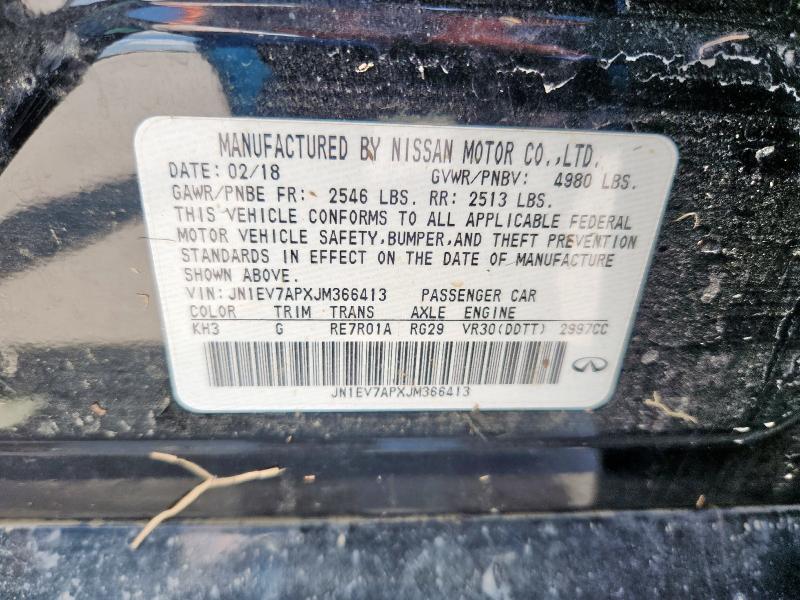 MANUFACTURED BY NISSAN MOTOR CO.,LTD.
DATE: 02/18 GVWR/PNBV: 4980 LBS.
GAWR/PNBE FR: 2546 LBS. RR: 2513 LBS.
THIS VEHICLE CONFORMS TO ALL APPLICABLE FEDERAL
MOTOR VEHICLE SAFETY,BUMPER,AND THEFT PREVENTION
STANDARDS IN EFFECT ON THE DATE OF MANUFACTURE
SHOWN ABOVE.
VIN: JN1EV7APXJM366413 PASSENGER CAR
COLOR TRIM TRANS AXLE ENGINE
KH3 G RE7R01A RG29 VR30(DDTT) 2997CC
JN1EV7APXJM366413